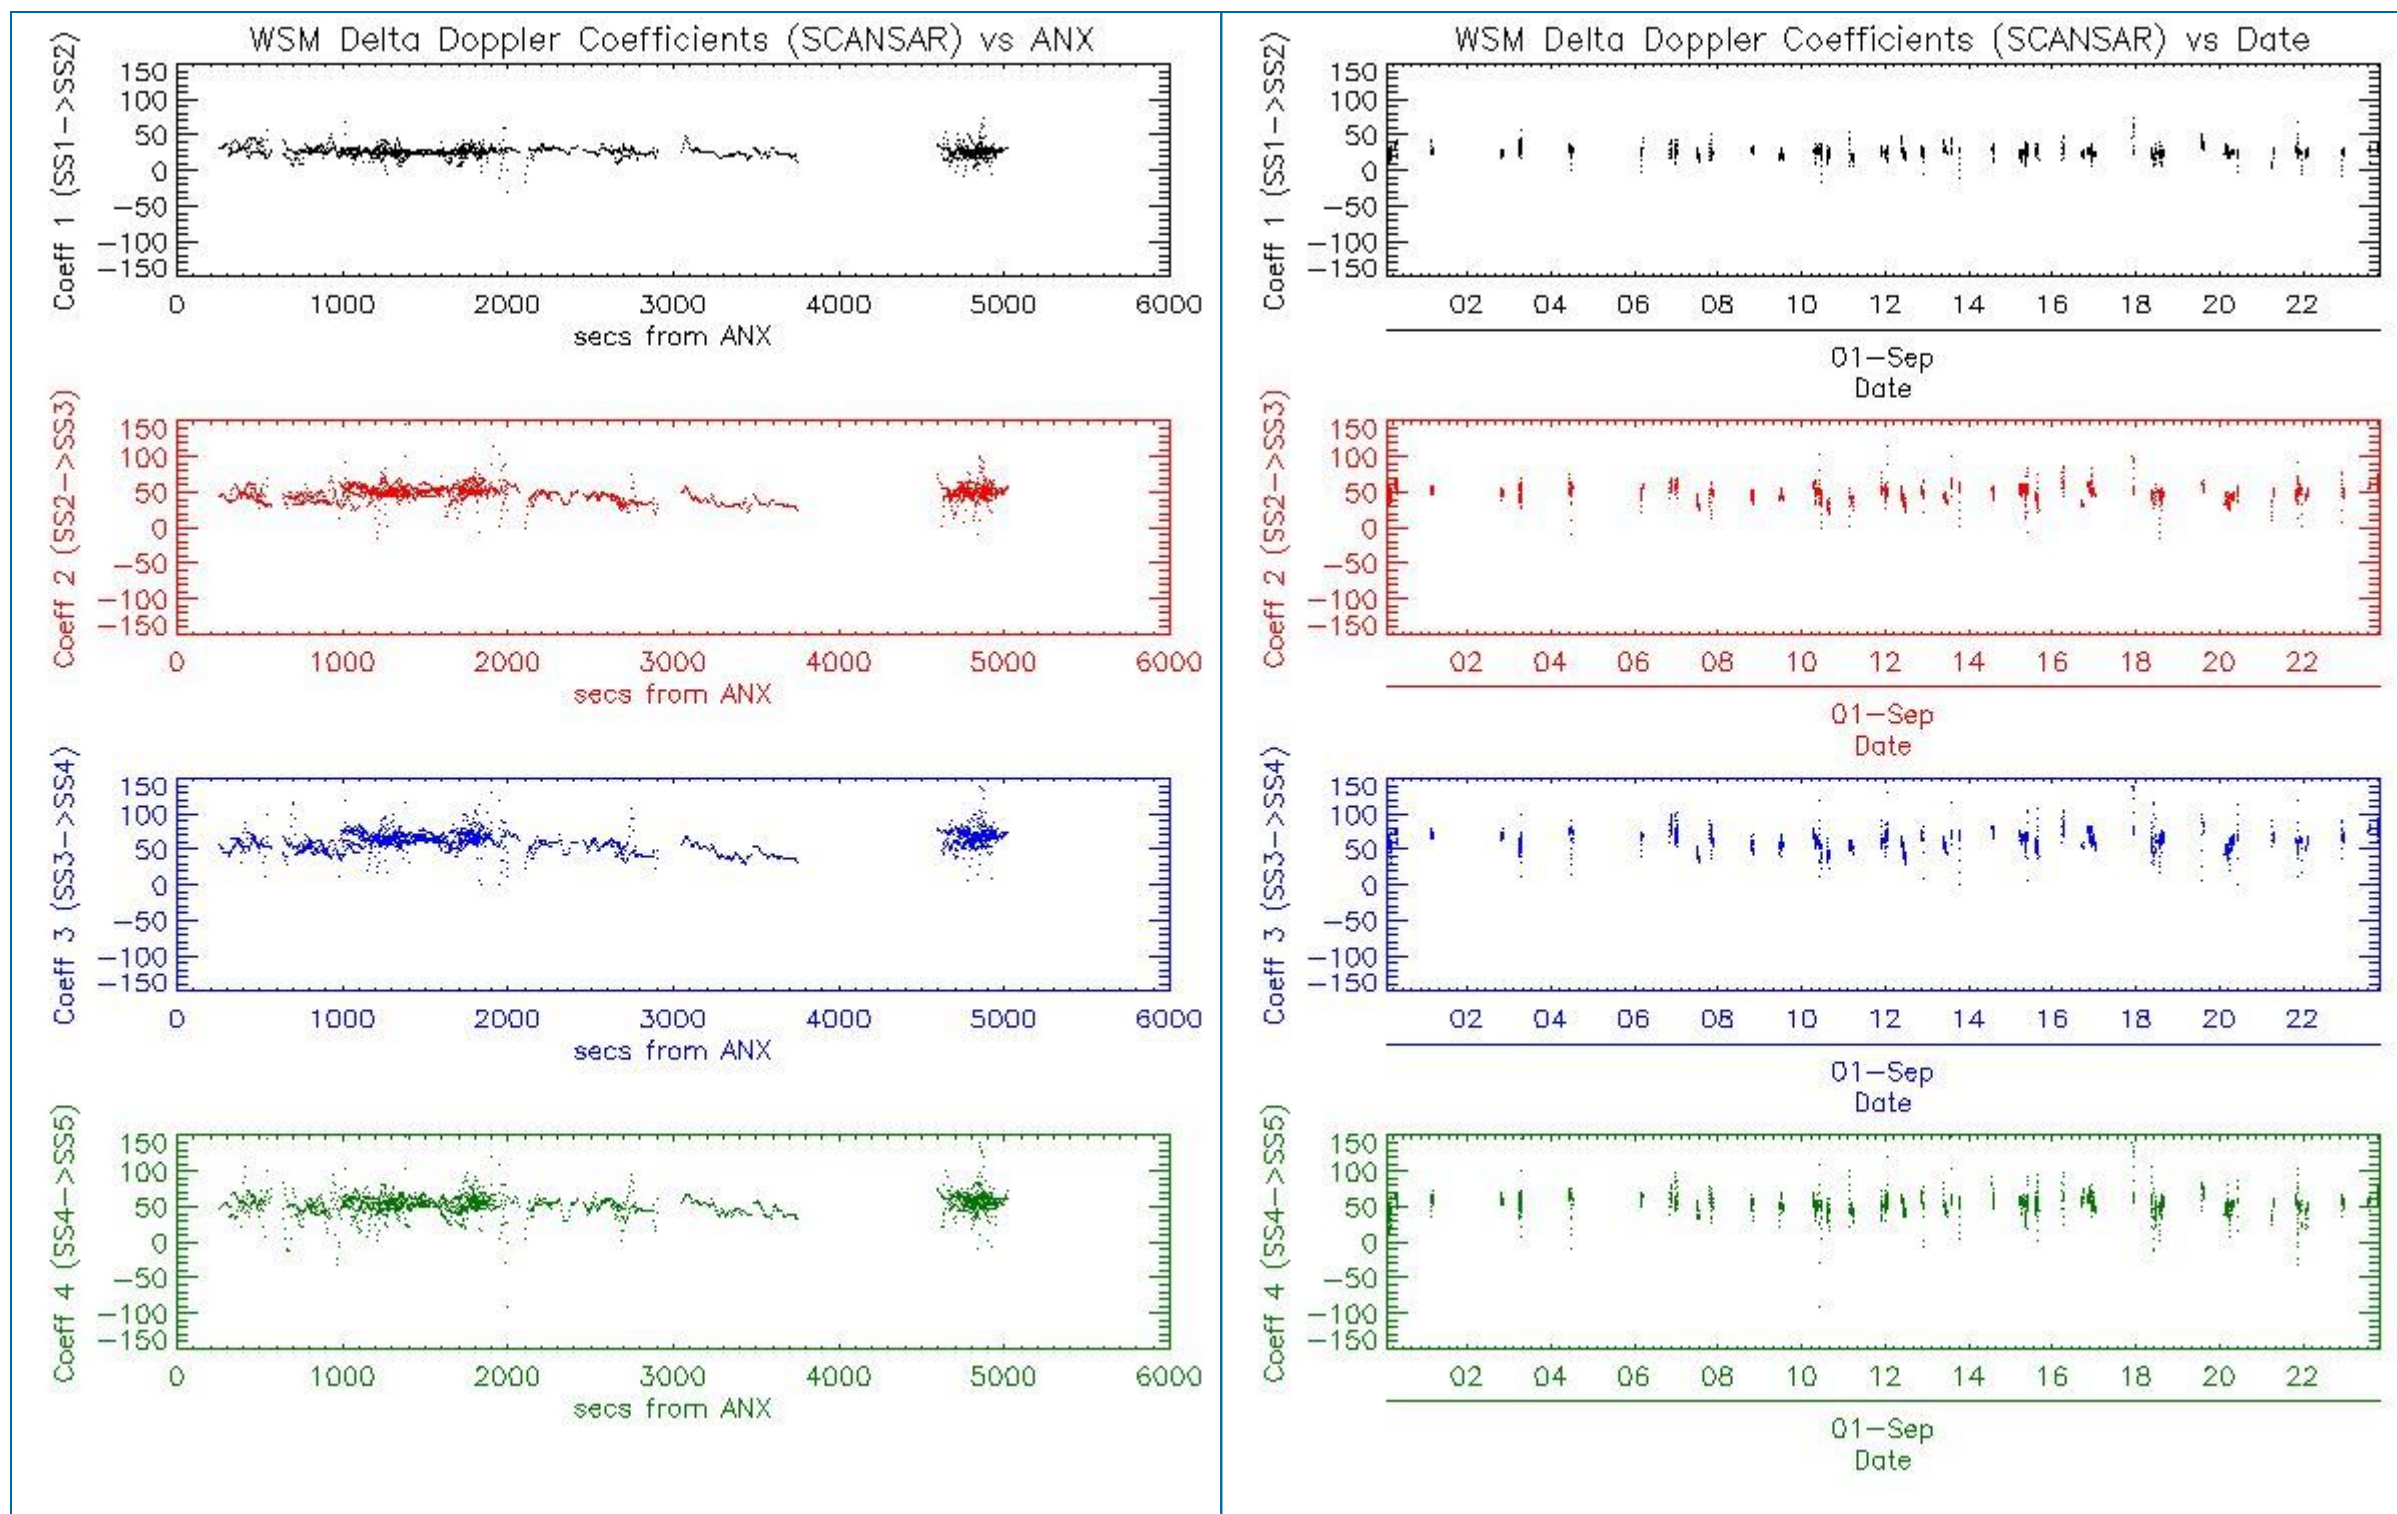 WSM Delta Doppler Coefficients (SCANSAR) vs ANX
Coeff 1 (SS1->SS2)
150
100
50
0
-50
-100
-150
0 1000 2000 3000 4000 5000 6000
secs from ANX
Coeff 2 (SS2->SS3)
150
100
50
0
-50
-100
-150
0 1000 2000 3000 4000 5000 6000
secs from ANX
Coeff 3 (SS3->SS4)
150
100
50
0
-50
-100
-150
0 1000 2000 3000 4000 5000 6000
secs from ANX
Coeff 4 (SS4->SS5)
150
100
50
0
-50
-100
-150
0 1000 2000 3000 4000 5000 6000
secs from ANX
WSM Delta Doppler Coefficients (SCANSAR) vs Date
Coeff 1 (SS1->SS2)
150
100
50
0
-50
-100
-150
02 04 06 08 10 12 14 16 18 20 22
01-Sep
Date
Coeff 2 (SS2->SS3)
150
100
50
0
-50
-100
-150
02 04 06 08 10 12 14 16 18 20 22
01-Sep
Date
Coeff 3 (SS3->SS4)
150
100
50
0
-50
-100
-150
02 04 06 08 10 12 14 16 18 20 22
01-Sep
Date
Coeff 4 (SS4->SS5)
150
100
50
0
-50
-100
-150
02 04 06 08 10 12 14 16 18 20 22
01-Sep
Date